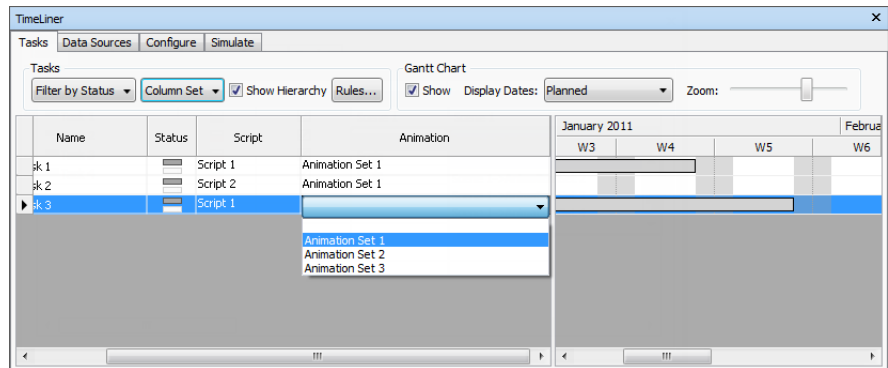 TimeLiner
Tasks Data Sources Configure Simulate
Tasks Gantt Chart
Filter by Status Column Set Show Hierarchy Rules... Show Display Dates: Planned Zoom:
Name Status Script Animation January 2011 Februa
W3 W4 W5 W6
sk 1 Script 1 Animation Set 1
sk 2 Script 2 Animation Set 1
sk 3 Script 1
Animation Set 1
Animation Set 2
Animation Set 3